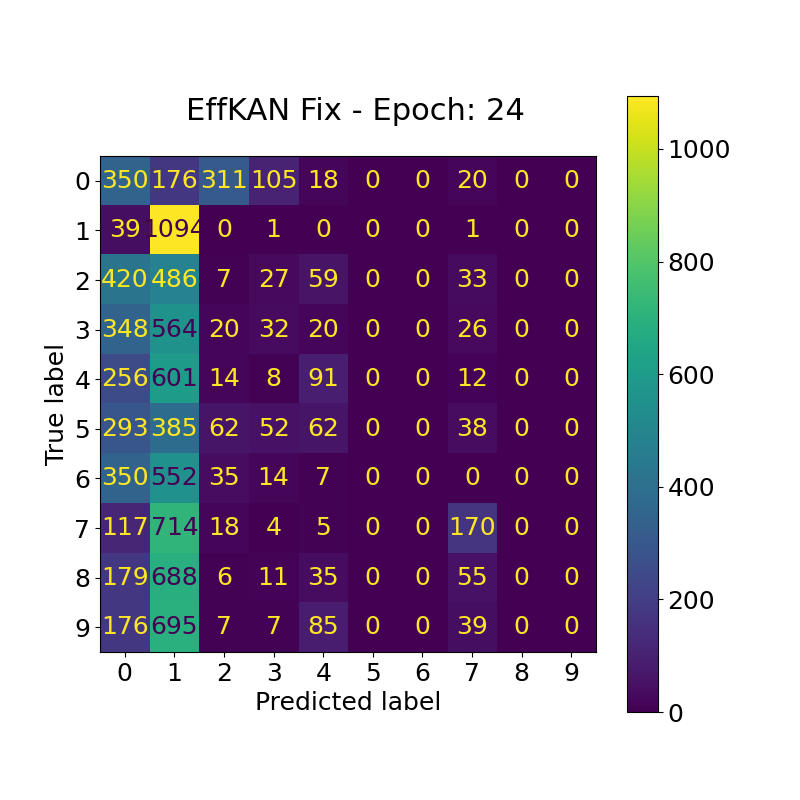 EffKAN Fix - Epoch: 24
0 350 176 311 105 18 0 0 20 0 0
1 39 1094 0 1 0 0 0 1 0 0
2 420 486 7 27 59 0 0 33 0 0
3 348 564 20 32 20 0 0 26 0 0
4 256 601 14 8 91 0 0 12 0 0
5 293 385 62 52 62 0 0 38 0 0
6 350 552 35 14 7 0 0 0 0 0
7 117 714 18 4 5 0 0 170 0 0
8 179 688 6 11 35 0 0 55 0 0
9 176 695 7 7 85 0 0 39 0 0
0 1 2 3 4 5 6 7 8 9
Predicted label
True label
1000
800
600
400
200
0